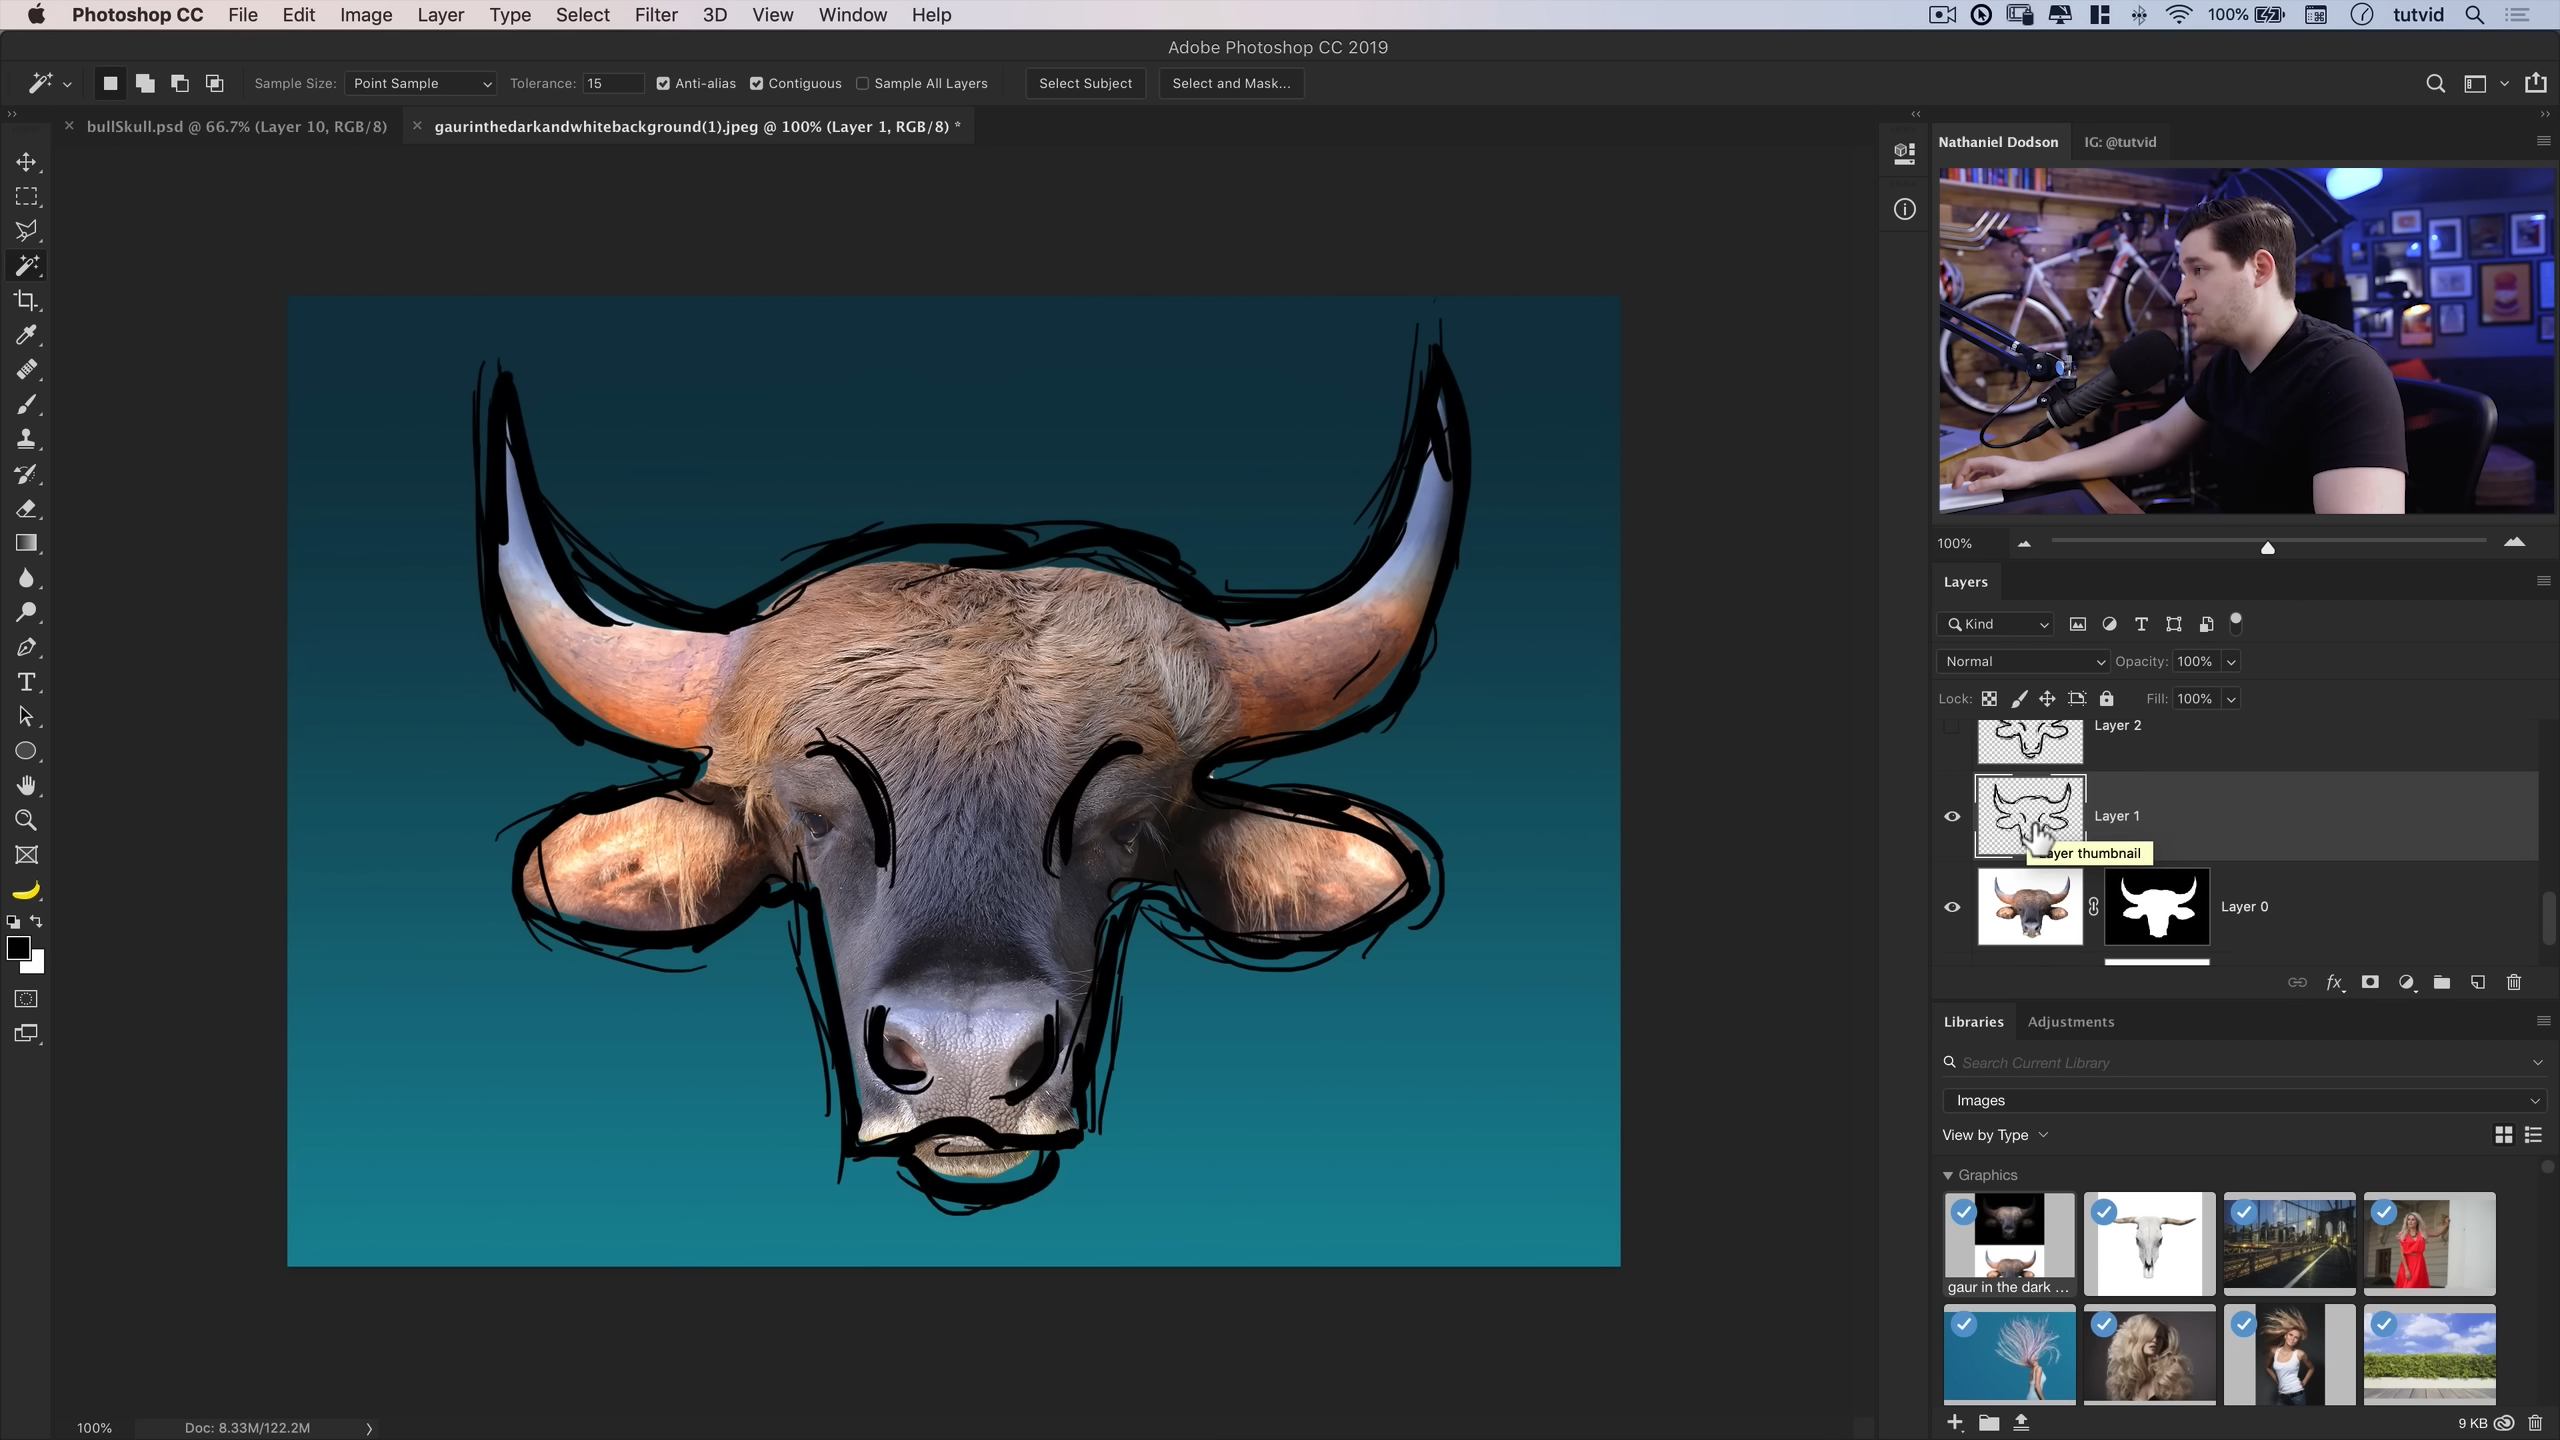 Photoshop CC File Edit Image Layer Type Select Filter 3D View Window Help 100% tutvid
Adobe Photoshop CC 2019
Sample Size: Point Sample Tolerance: 15 Anti-alias Contiguous Sample All Layers Select Subject Select and Mask...
bullSkull.psd @ 66.7% (Layer 10, RGB/8) gaurinthedarkandwhitebackground(1).jpeg @ 100% (Layer 1, RGB/8) *
Nathaniel Dodson IG: @tutvid
100%
Layers
Kind
Normal Opacity: 100%
Lock: Fill: 100%
Layer 2
Layer 1
Layer thumbnail
Layer 0
fx
Libraries Adjustments
Search Current Library
Images
View by Type
Graphics
gaur in the dark ...
100% Doc: 8.33M/122.2M
9 KB